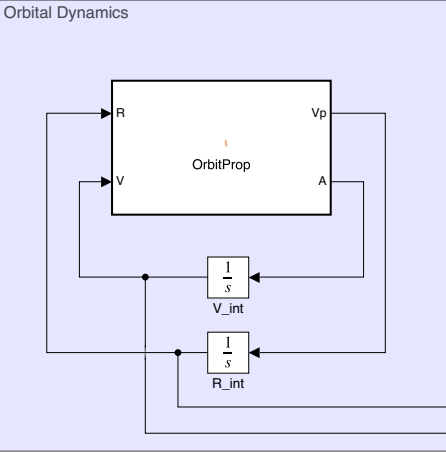 Orbital Dynamics
R
Vp
OrbitProp
V
A
1
s
V_int
1
s
R_int